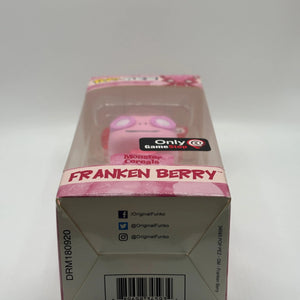 Only @
GameStop
Monster
Cereals
FRANKEN BERRY
/OriginalFunko
@OriginalFunko
@OriginalFunko
DRM180920